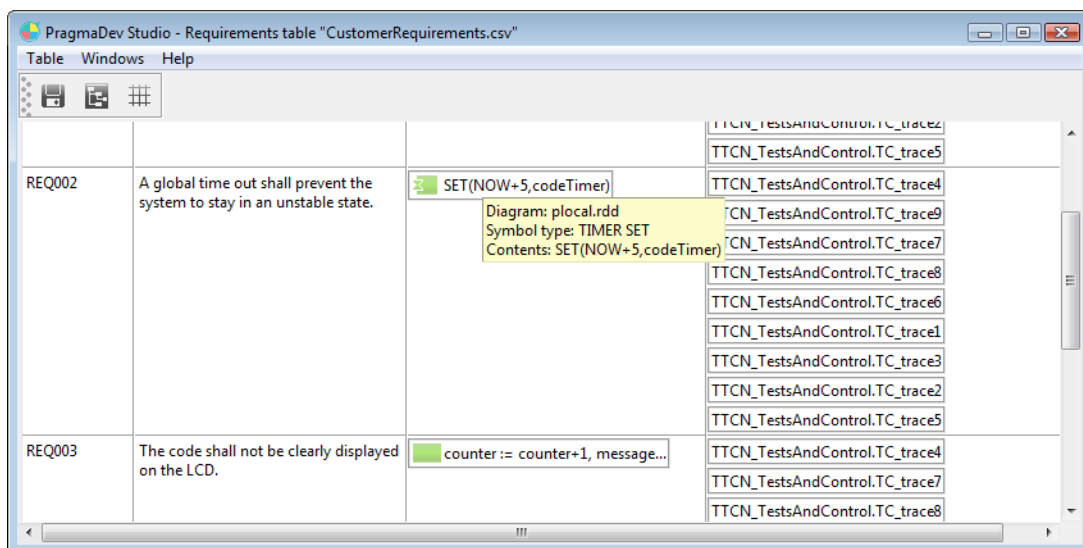 PragmaDev Studio - Requirements table "CustomerRequirements.csv"
Table Windows Help
TTCN_TestsAndControl.TC_trace2
TTCN_TestsAndControl.TC_trace5
REQ002
A global time out shall prevent the
system to stay in an unstable state.
SET(NOW+5,codeTimer)
Diagram: plocal.rdd
Symbol type: TIMER SET
Contents: SET(NOW+5,codeTimer)
TTCN_TestsAndControl.TC_trace4
TCN_TestsAndControl.TC_trace9
TCN_TestsAndControl.TC_trace7
TTCN_TestsAndControl.TC_trace8
TTCN_TestsAndControl.TC_trace6
TTCN_TestsAndControl.TC_trace1
TTCN_TestsAndControl.TC_trace3
TTCN_TestsAndControl.TC_trace2
TTCN_TestsAndControl.TC_trace5
REQ003
The code shall not be clearly displayed
on the LCD.
counter := counter+1, message...
TTCN_TestsAndControl.TC_trace4
TTCN_TestsAndControl.TC_trace7
TTCN_TestsAndControl.TC_trace8